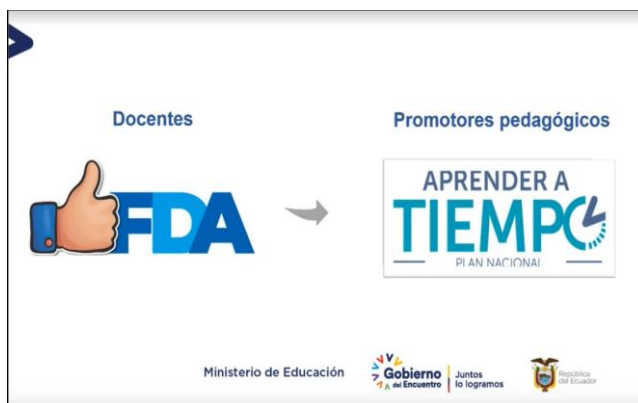 Docentes
Promotores pedagógicos
FDA
APRENDER A
TIEMPO
PLAN NACIONAL
Ministerio de Educación
Gobierno
del Encuentro
Juntos
lo logramos
República
del Ecuador